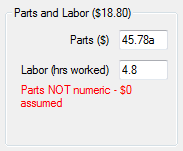 Parts and Labor ($18.80)
Parts ($) 45.78a
Labor (hrs worked) 4.8
Parts NOT numeric - $0
assumed